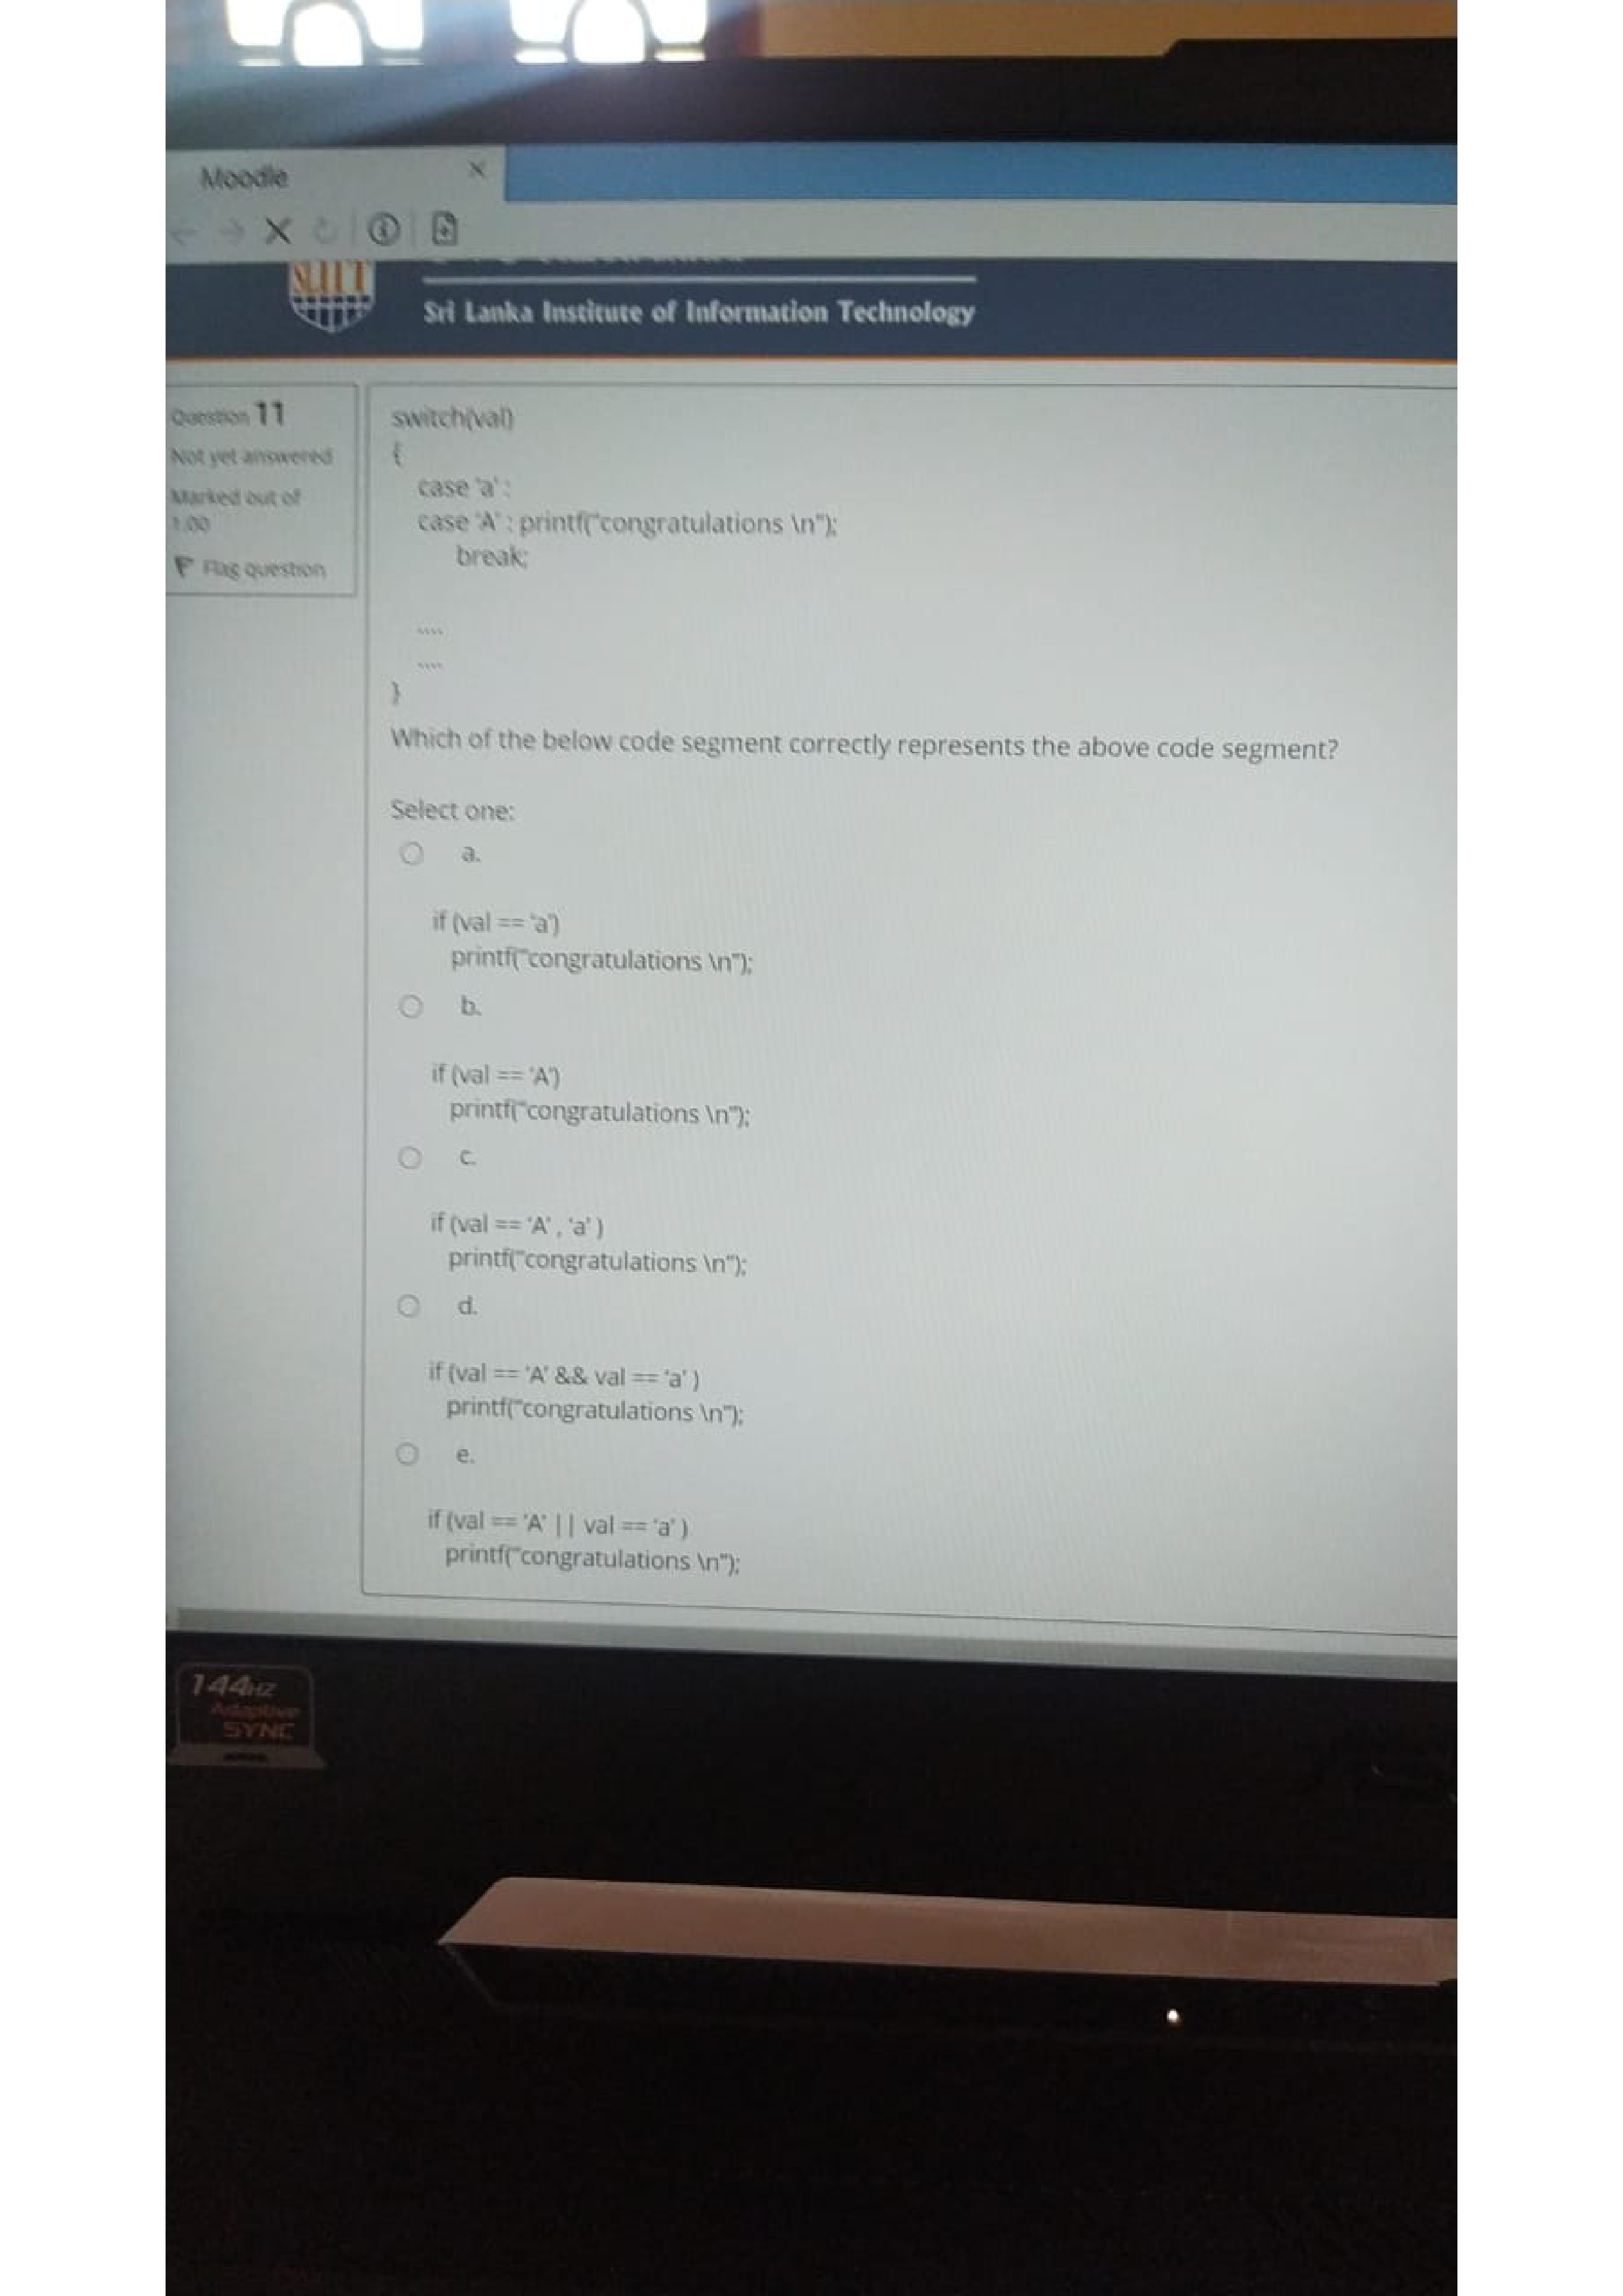 Moodle
SLIIT
Sri Lanka Institute of Information Technology
Question 11
Not yet answered
Marked out of
1.00
Flag question
switch(val)
{
case 'a' :
case 'A' : printf("congratulations \n");
break;
....
....
}
Which of the below code segment correctly represents the above code segment?
Select one:
a.
if (val == 'a')
printf("congratulations \n");
b.
if (val == 'A')
printf("congratulations \n");
c.
if (val == 'A' , 'a' )
printf("congratulations \n");
d.
if (val == 'A' && val == 'a' )
printf("congratulations \n");
e.
if (val == 'A' || val == 'a' )
printf("congratulations \n");
144HZ
Adaptive
SYNC